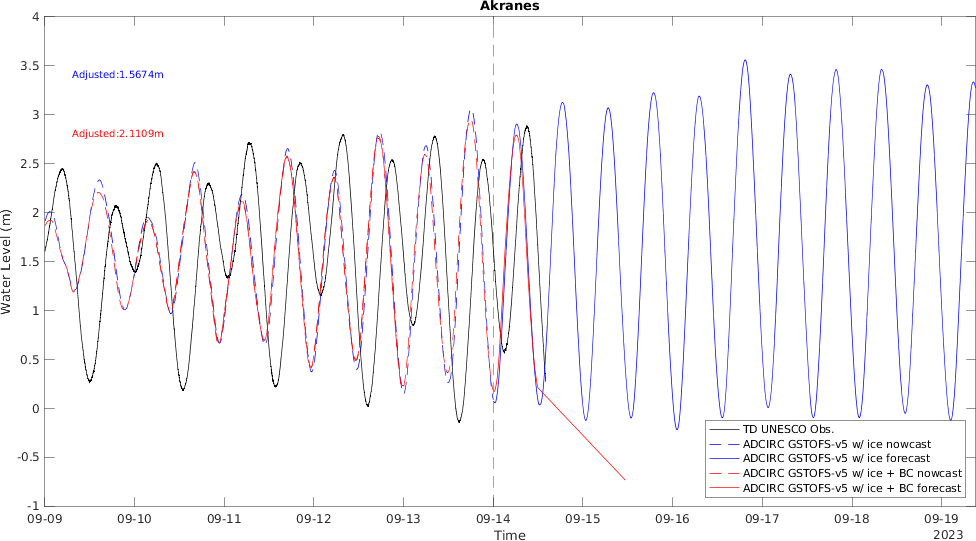 Akranes
4
3.5
3
2.5
2
1.5
1
0.5
0
-0.5
-1
Water Level (m)
Adjusted:1.5674m
Adjusted:2.1109m
TD UNESCO Obs.
ADCIRC GSTOFS-v5 w/ ice nowcast
ADCIRC GSTOFS-v5 w/ ice forecast
ADCIRC GSTOFS-v5 w/ ice + BC nowcast
ADCIRC GSTOFS-v5 w/ ice + BC forecast
09-09 09-10 09-11 09-12 09-13 09-14 09-15 09-16 09-17 09-18 09-19
Time
2023